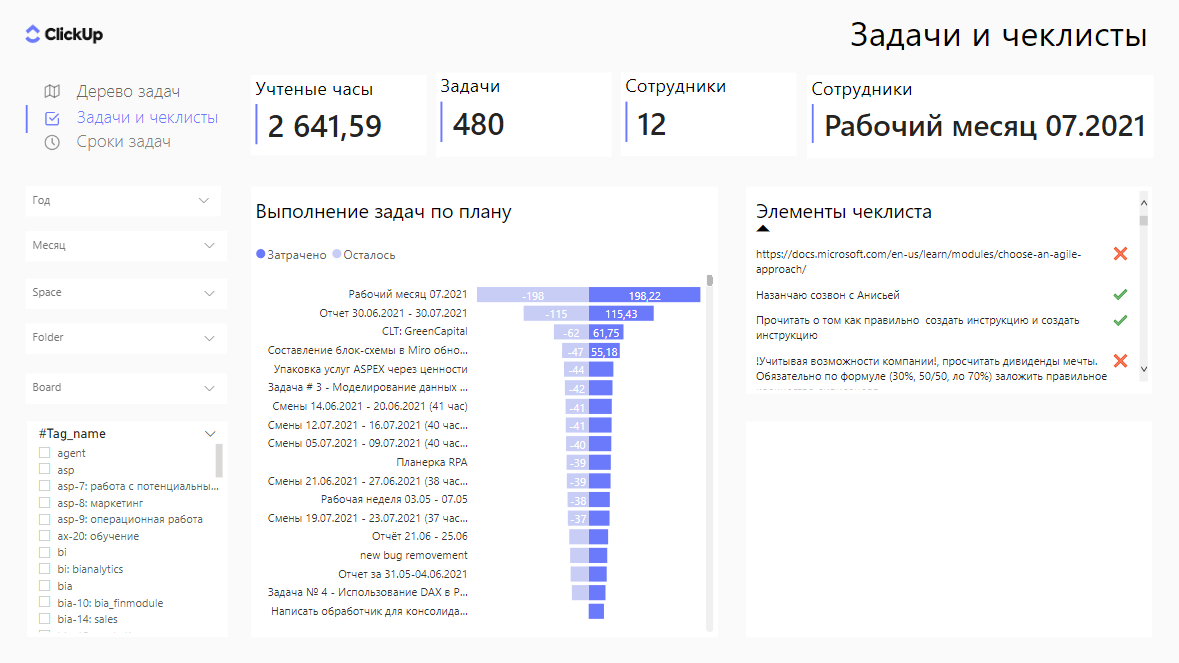 ClickUp
Задачи и чеклисты
Дерево задач
Задачи и чеклисты
Сроки задач
Учтеные часы
2 641,59
Задачи
480
Сотрудники
12
Сотрудники
Рабочий месяц 07.2021
Год
Месяц
Space
Folder
Board
#Tag_name
agent
asp
asp-7: работа с потенциальны...
asp-8: маркетинг
asp-9: операционная работа
ax-20: обучение
bi
bi: bianalytics
bia
bia-10: bia_finmodule
bia-14: sales
Выполнение задач по плану
Затрачено Осталось
Рабочий месяц 07.2021 -198 198,22
Отчет 30.06.2021 - 30.07.2021 -115 115,43
CLT: GreenCapital -62 61,75
Составление блок-схемы в Miro обно... -47 55,18
Упаковка услуг ASPEX через ценности -44
Задача # 3 - Моделирование данных ... -42
Смены 14.06.2021 - 20.06.2021 (41 час) -41
Смены 12.07.2021 - 16.07.2021 (40 час... -41
Смены 05.07.2021 - 09.07.2021 (40 час... -40
Планерка RPA -39
Смены 21.06.2021 - 27.06.2021 (38 час... -39
Рабочая неделя 03.05 - 07.05 -38
Смены 19.07.2021 - 23.07.2021 (37 час... -37
Отчёт 21.06 - 25.06
new bug removement
Отчет за 31.05-04.06.2021
Задача № 4 - Использование DAX в P...
Написать обработчик для консолида...
Элементы чеклиста
https://docs.microsoft.com/en-us/learn/modules/choose-an-agile-
approach/
Назанчаю созвон с Анисьей
Прочитать о том как правильно создать инструкцию и создать
инструкцию
!Учитывая возможности компании!, просчитать дивиденды мечты.
Обязательно по формуле (30%, 50/50, ло 70%) заложить правильное